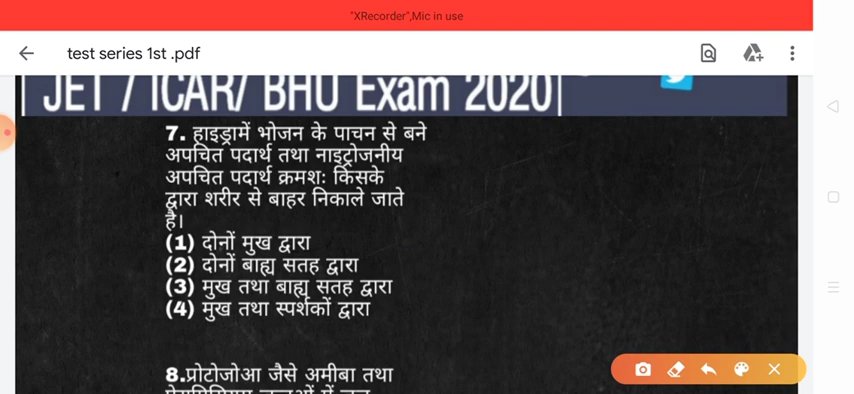 "XRecorder",Mic in use
test series 1st .pdf
JET / ICAR/ BHU Exam 2020
7. हाइड्रामें भोजन के पाचन से बने
अपचित पदार्थ तथा नाइट्रोजनीय
अपचित पदार्थ क्रमशः किसके
द्वारा शरीर से बाहर निकाले जाते
है।
(1) दोनों मुख द्वारा
(2) दोनों बाह्य सतह द्वारा
(3) मुख तथा बाह्य सतह द्वारा
(4) मुख तथा स्पर्शकों द्वारा
8.प्रोटोजोआ जैसे अमीबा तथा